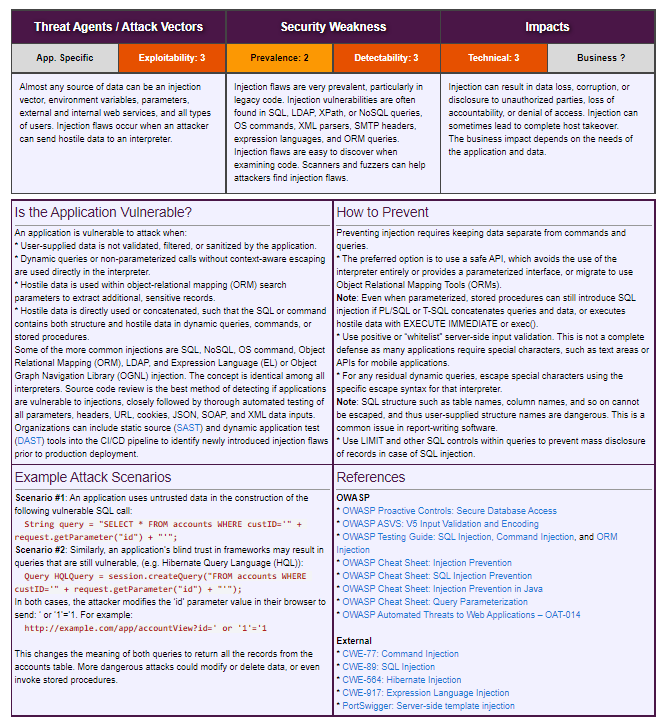 Threat Agents / Attack Vectors
Security Weakness
Impacts
App. Specific
Exploitability: 3
Prevalence: 2
Detectability: 3
Technical: 3
Business ?
Almost any source of data can be an injection
vector, environment variables, parameters,
external and internal web services, and all types
of users. Injection flaws occur when an attacker
can send hostile data to an interpreter.
Injection flaws are very prevalent, particularly in
legacy code. Injection vulnerabilities are often
found in SQL, LDAP, XPath, or NoSQL queries,
OS commands, XML parsers, SMTP headers,
expression languages, and ORM queries.
Injection flaws are easy to discover when
examining code. Scanners and fuzzers can help
attackers find injection flaws.
Injection can result in data loss, corruption, or
disclosure to unauthorized parties, loss of
accountability, or denial of access. Injection can
sometimes lead to complete host takeover.
The business impact depends on the needs of
the application and data.
Is the Application Vulnerable?
An application is vulnerable to attack when:
* User-supplied data is not validated, filtered, or sanitized by the application.
* Dynamic queries or non-parameterized calls without context-aware escaping
are used directly in the interpreter.
* Hostile data is used within object-relational mapping (ORM) search
parameters to extract additional, sensitive records.
* Hostile data is directly used or concatenated, such that the SQL or command
contains both structure and hostile data in dynamic queries, commands, or
stored procedures.
Some of the more common injections are SQL, NoSQL, OS command, Object
Relational Mapping (ORM), LDAP, and Expression Language (EL) or Object
Graph Navigation Library (OGNL) injection. The concept is identical among all
interpreters. Source code review is the best method of detecting if applications
are vulnerable to injections, closely followed by thorough automated testing of
all parameters, headers, URL, cookies, JSON, SOAP, and XML data inputs.
Organizations can include static source (SAST) and dynamic application test
(DAST) tools into the CI/CD pipeline to identify newly introduced injection flaws
prior to production deployment.
How to Prevent
Preventing injection requires keeping data separate from commands and
queries.
* The preferred option is to use a safe API, which avoids the use of the
interpreter entirely or provides a parameterized interface, or migrate to use
Object Relational Mapping Tools (ORMs).
Note: Even when parameterized, stored procedures can still introduce SQL
injection if PL/SQL or T-SQL concatenates queries and data, or executes
hostile data with EXECUTE IMMEDIATE or exec().
* Use positive or “whitelist” server-side input validation. This is not a complete
defense as many applications require special characters, such as text areas or
APIs for mobile applications.
* For any residual dynamic queries, escape special characters using the
specific escape syntax for that interpreter.
Note: SQL structure such as table names, column names, and so on cannot
be escaped, and thus user-supplied structure names are dangerous. This is a
common issue in report-writing software.
* Use LIMIT and other SQL controls within queries to prevent mass disclosure
of records in case of SQL injection.
Example Attack Scenarios
Scenario #1: An application uses untrusted data in the construction of the
following vulnerable SQL call:
String query = "SELECT * FROM accounts WHERE custID='" +
request.getParameter("id") + "'";
Scenario #2: Similarly, an application’s blind trust in frameworks may result in
queries that are still vulnerable, (e.g. Hibernate Query Language (HQL)):
Query HQLQuery = session.createQuery("FROM accounts WHERE
custID='" + request.getParameter("id") + "'");
In both cases, the attacker modifies the ‘id’ parameter value in their browser to
send: ' or '1'='1. For example:
http://example.com/app/accountView?id=' or '1'='1
This changes the meaning of both queries to return all the records from the
accounts table. More dangerous attacks could modify or delete data, or even
invoke stored procedures.
References
OWASP
* OWASP Proactive Controls: Secure Database Access
* OWASP ASVS: V5 Input Validation and Encoding
* OWASP Testing Guide: SQL Injection, Command Injection, and ORM
Injection
* OWASP Cheat Sheet: Injection Prevention
* OWASP Cheat Sheet: SQL Injection Prevention
* OWASP Cheat Sheet: Injection Prevention in Java
* OWASP Cheat Sheet: Query Parameterization
* OWASP Automated Threats to Web Applications – OAT-014
External
* CWE-77: Command Injection
* CWE-89: SQL Injection
* CWE-564: Hibernate Injection
* CWE-917: Expression Language Injection
* PortSwigger: Server-side template injection